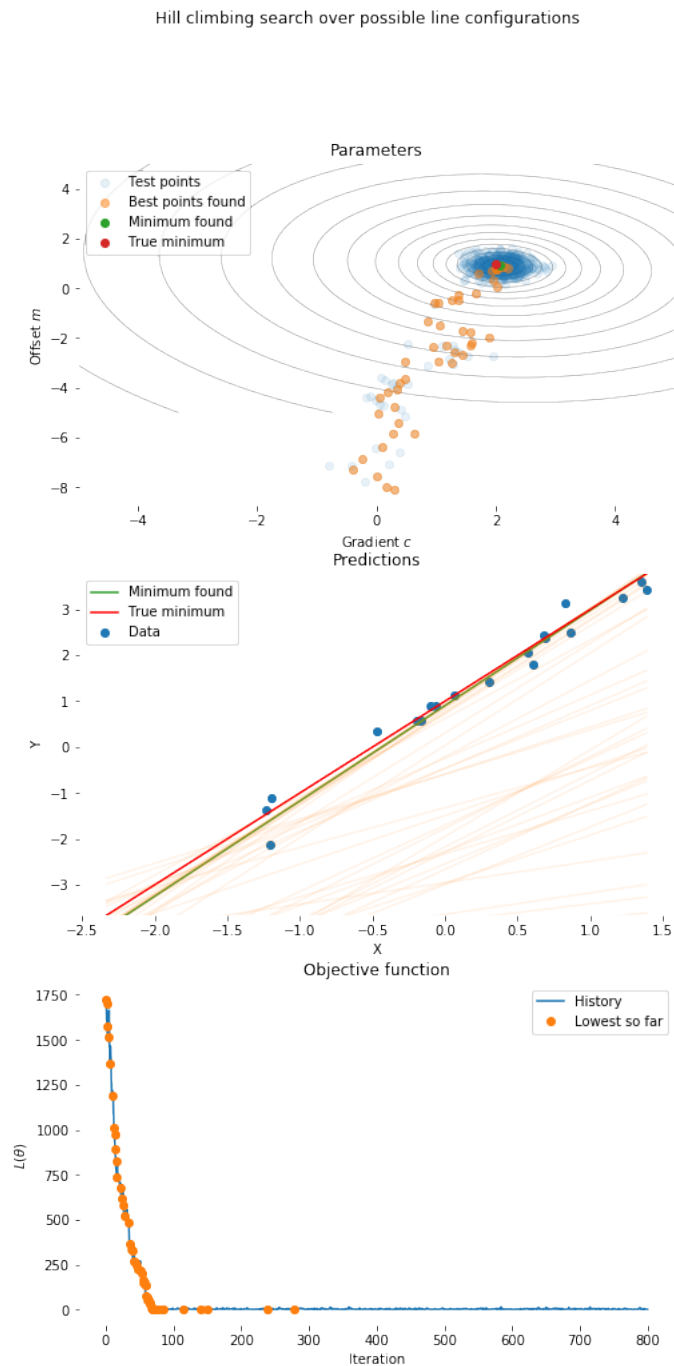 Hill climbing search over possible line configurations
Parameters
Test points
Best points found
Minimum found
True minimum
4
2
0
−2
−4
−6
−8
Offset m
−4
−2
0
2
4
Gradient c
Predictions
Minimum found
True minimum
Data
3
2
1
0
−1
−2
−3
Y
−2.5
−2.0
−1.5
−1.0
−0.5
0.0
0.5
1.0
1.5
X
Objective function
History
Lowest so far
1750
1500
1250
1000
750
500
250
0
L(θ)
0
100
200
300
400
500
600
700
800
Iteration